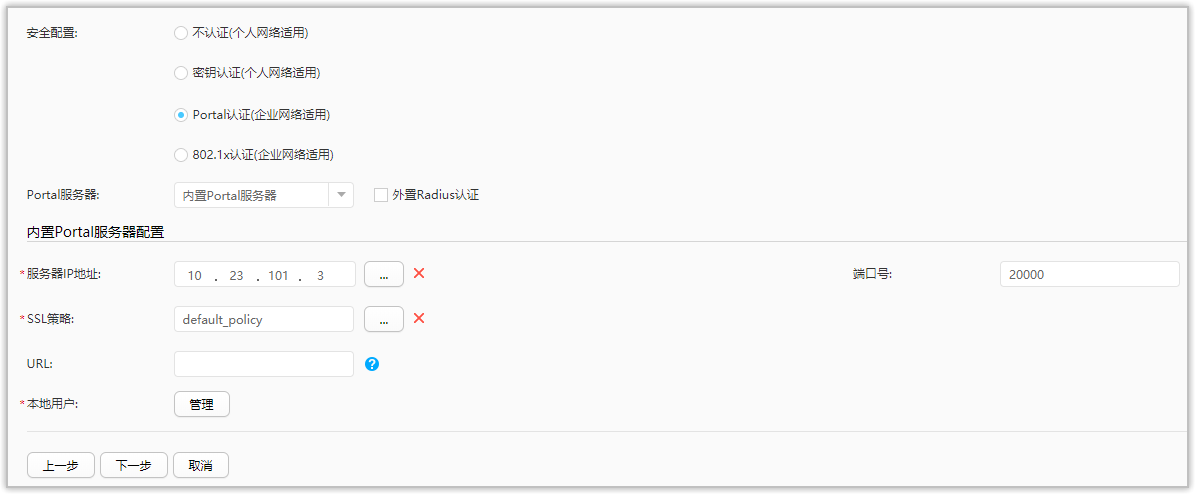 安全配置: 不认证(个人网络适用)
密钥认证(个人网络适用)
Portal认证(企业网络适用)
802.1x认证(企业网络适用)
Portal服务器: 内置Portal服务器 外置Radius认证
内置Portal服务器配置
*服务器IP地址: 10 . 23 . 101 . 3 ... 端口号: 20000
*SSL策略: default_policy ...
URL: ?
*本地用户: 管理
上一步 下一步 取消